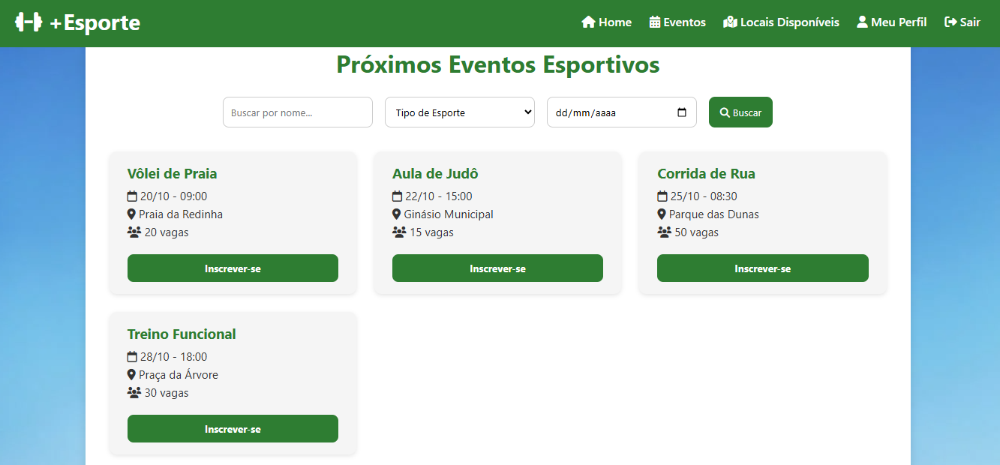 +Esporte
Home
Eventos
Locais Disponíveis
Meu Perfil
Sair
Próximos Eventos Esportivos
Buscar por nome...
Tipo de Esporte
dd/mm/aaaa
Buscar
Vôlei de Praia
20/10 - 09:00
Praia da Redinha
20 vagas
Inscrever-se
Aula de Judô
22/10 - 15:00
Ginásio Municipal
15 vagas
Inscrever-se
Corrida de Rua
25/10 - 08:30
Parque das Dunas
50 vagas
Inscrever-se
Treino Funcional
28/10 - 18:00
Praça da Árvore
30 vagas
Inscrever-se